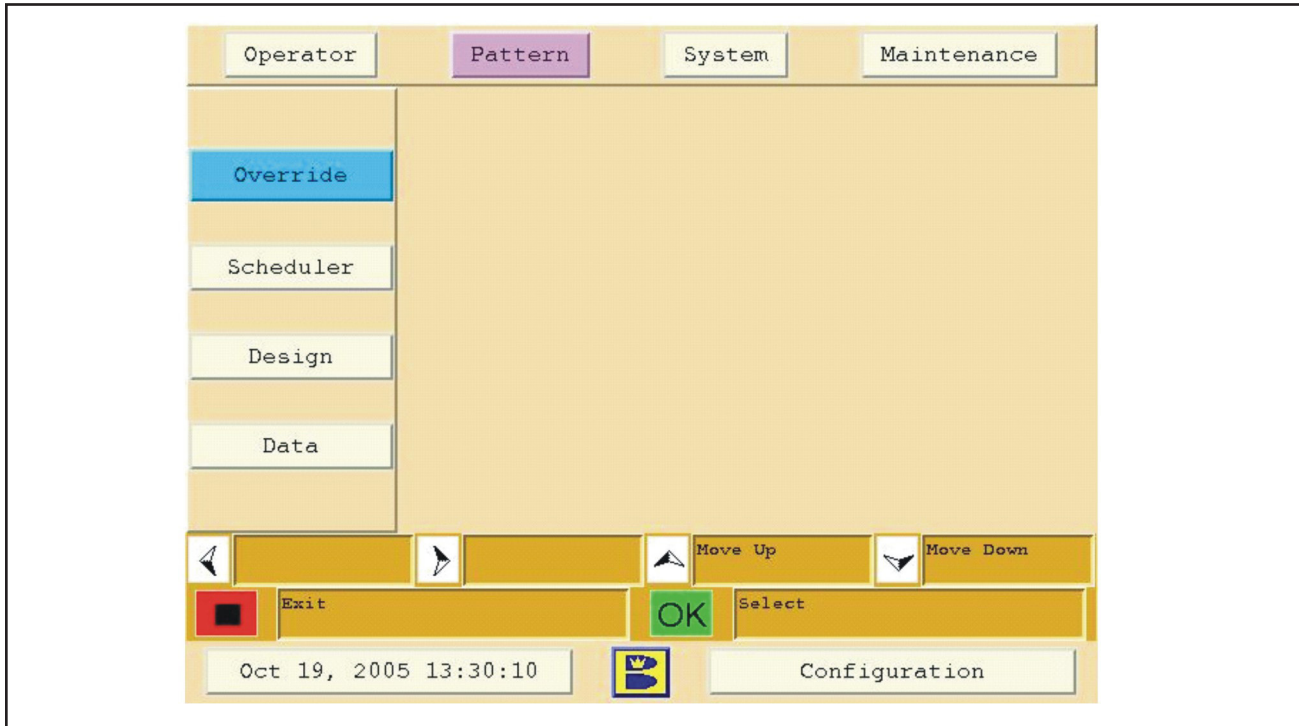 Operator
Pattern
System
Maintenance
Override
Scheduler
Design
Data
Move Up
Move Down
Exit
OK
Select
Oct 19, 2005 13:30:10
Configuration